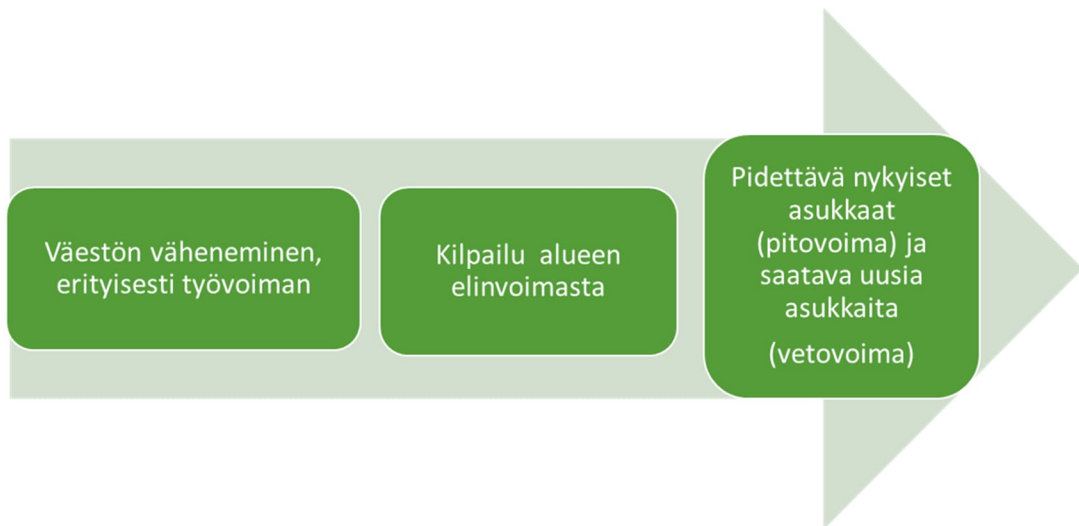 Väestön väheneminen,
erityisesti työvoiman
Kilpailu alueen
elinvoimasta
Pidettävä nykyiset
asukkaat
(pitovoima) ja
saatava uusia
asukkaita
(vetovoima)